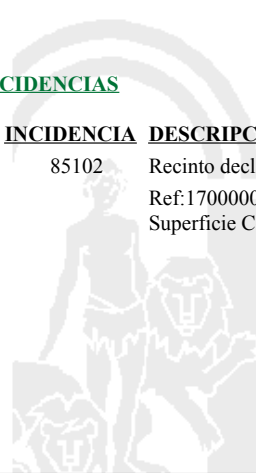 CIDENCIAS
INCIDENCIA DESCRIPC
85102 Recinto decl
Ref:1700000
Superficie C